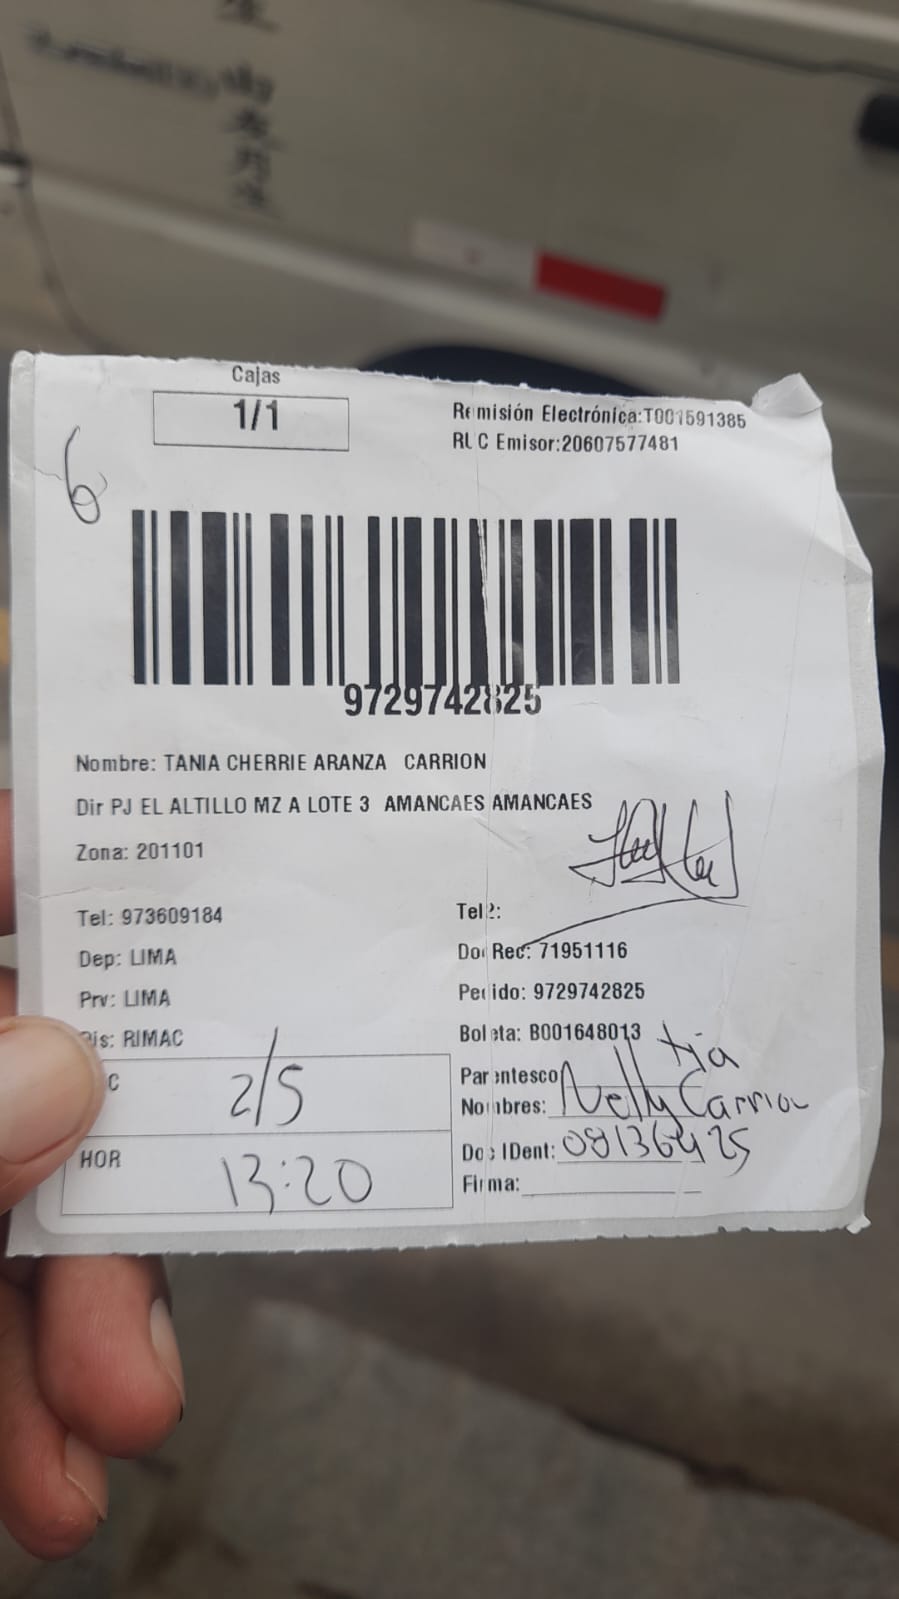 Cajas
1/1
Remisión Electrónica:T001591385
RUC Emisor:20607577481
6
9729742825
Nombre: TANIA CHERRIE ARANZA CARRION
Dir PJ EL ALTILLO MZ A LOTE 3 AMANCAES AMANCAES
Zona: 201101
Tel: 973609184
Tel2:
Dep: LIMA
Doc Rec: 71951116
Prv: LIMA
Pedido: 9729742825
Dis: RIMAC
Boleta: B001648013
Parentesco tia
2/5
Nombres: Nelly Carrion
HOR 13:20
Doc IDent: 08136425
Firma: